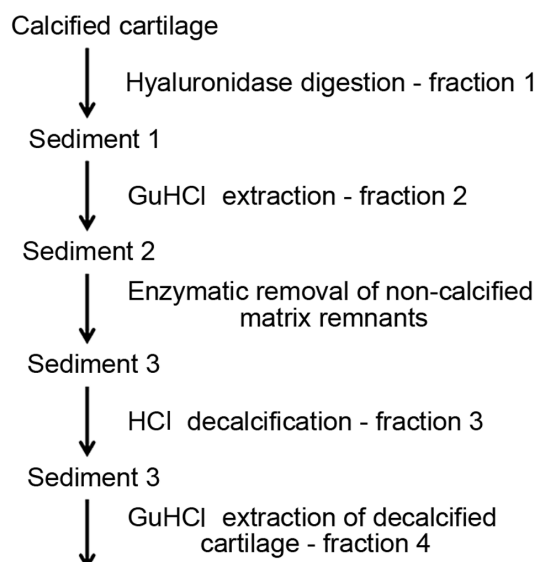 Calcified cartilage
Hyaluronidase digestion - fraction 1
Sediment 1
GuHCl extraction - fraction 2
Sediment 2
Enzymatic removal of non-calcified
matrix remnants
Sediment 3
HCl decalcification - fraction 3
Sediment 3
GuHCl extraction of decalcified
cartilage - fraction 4